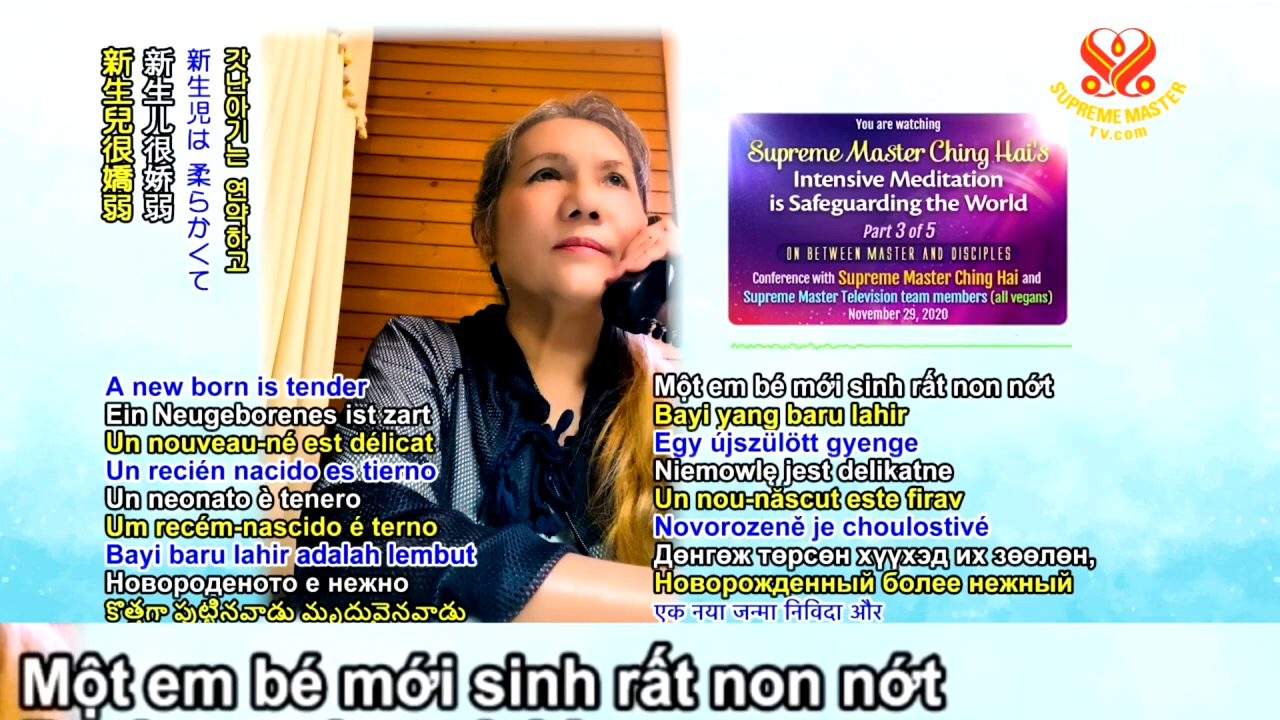 新生兒很嬌弱
新生儿很娇弱
新生児は 柔らかくて
갓난아기는 연약하고
SUPREME MASTER
TV.com
You are watching
Supreme Master Ching Hai's
Intensive Meditation
is Safeguarding the World
Part 3 of 5
ON BETWEEN MASTER AND DISCIPLES
Conference with Supreme Master Ching Hai and
Supreme Master Television team members (all vegans)
November 29, 2020
A new born is tender
Ein Neugeborenes ist zart
Un nouveau-né est délicat
Un recién nacido es tierno
Un neonato è tenero
Um recém-nascido é terno
Bayi baru lahir adalah lembut
Новороденото е нежно
కొత్తగా పుట్టినవాడు మృదువైనవాడు
Một em bé mới sinh rất non nớt
Bayi yang baru lahir
Egy újszülött gyenge
Niemowlę jest delikatne
Un nou-născut este firav
Novorozeně je choulostivé
Дөнгөж төрсөн хүүхэд их зөөлөн,
Новорожденный более нежный
एक नया जन्मा निविदा और
Một em bé mới sinh rất non nớt